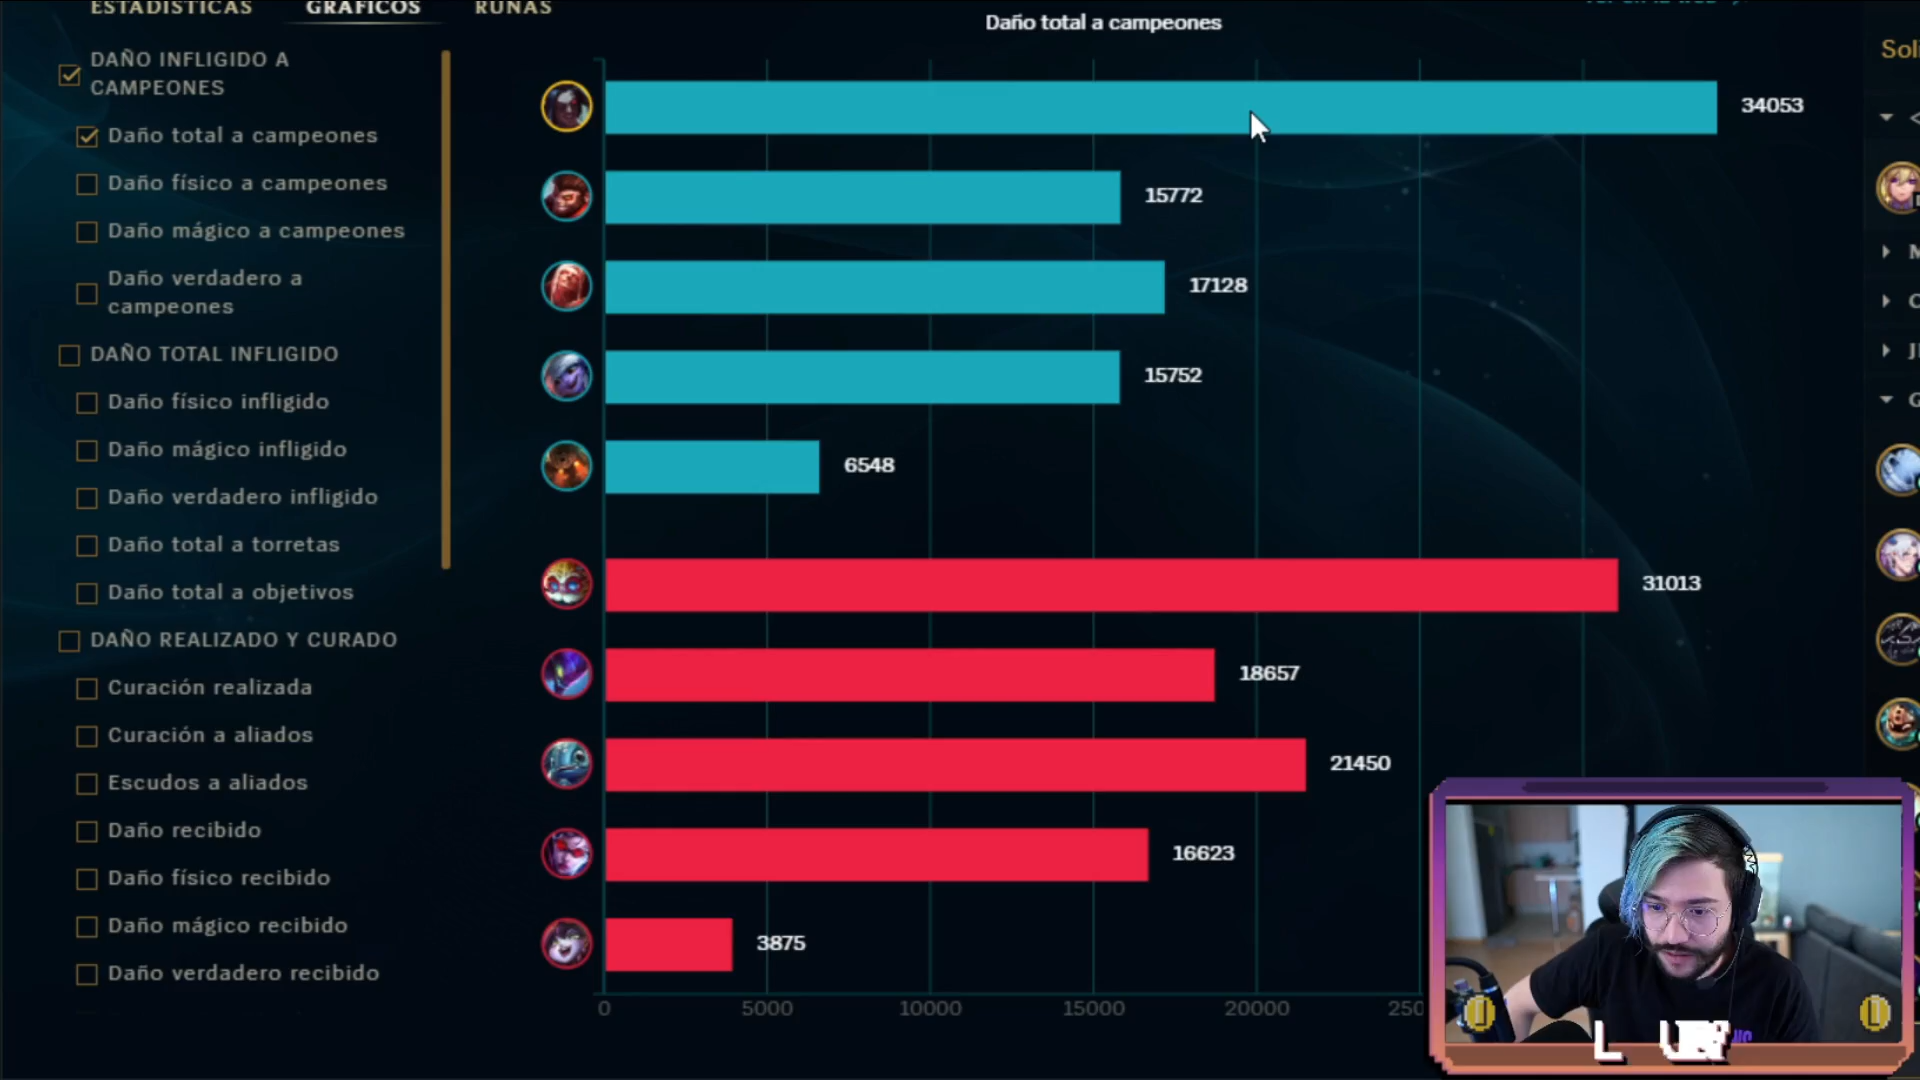 ESTADÍSTICAS GRÁFICOS RUNAS
Daño total a campeones
DAÑO INFLIGIDO A
CAMPEONES
Daño total a campeones
Daño físico a campeones
Daño mágico a campeones
Daño verdadero a
campeones
DAÑO TOTAL INFLIGIDO
Daño físico infligido
Daño mágico infligido
Daño verdadero infligido
Daño total a torretas
Daño total a objetivos
DAÑO REALIZADO Y CURADO
Curación realizada
Curación a aliados
Escudos a aliados
Daño recibido
Daño físico recibido
Daño mágico recibido
Daño verdadero recibido
34053
15772
17128
15752
6548
31013
18657
21450
16623
3875
0 5000 10000 15000 20000 250